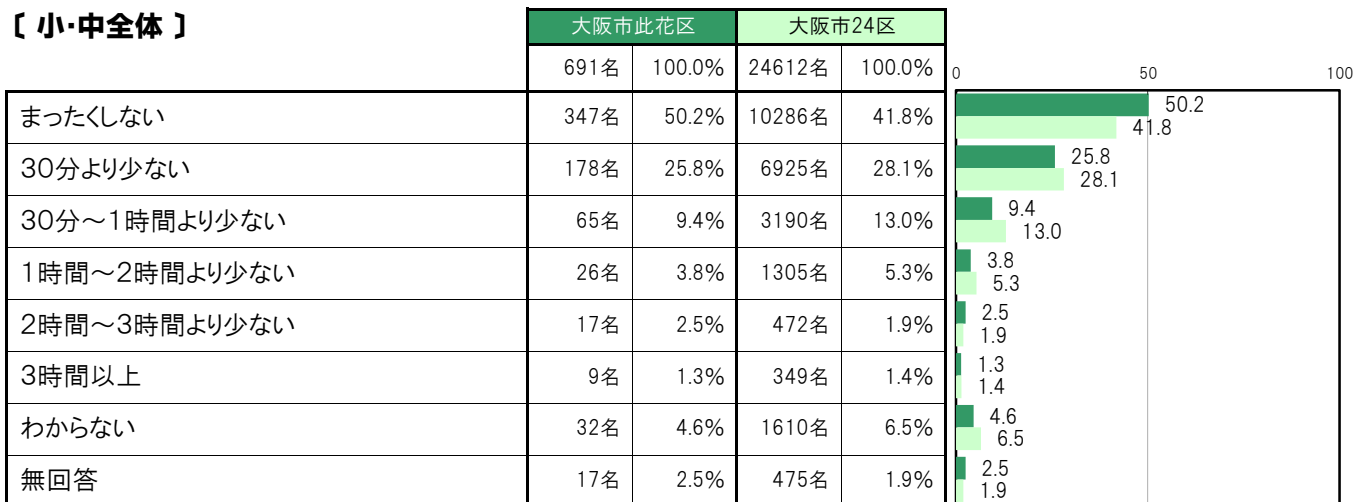 〔 小・中全体 〕
大阪市此花区 大阪市24区
691名 100.0% 24612名 100.0% 0 50 100
まったくしない 347名 50.2% 10286名 41.8% 50.2
41.8
30分より少ない 178名 25.8% 6925名 28.1% 25.8
28.1
30分～1時間より少ない 65名 9.4% 3190名 13.0% 9.4
13.0
1時間～2時間より少ない 26名 3.8% 1305名 5.3% 3.8
5.3
2時間～3時間より少ない 17名 2.5% 472名 1.9% 2.5
1.9
3時間以上 9名 1.3% 349名 1.4% 1.3
1.4
わからない 32名 4.6% 1610名 6.5% 4.6
6.5
無回答 17名 2.5% 475名 1.9% 2.5
1.9